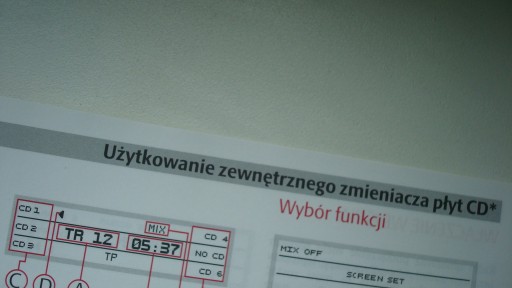 Użytkowanie zewnętrznego zmieniacza płyt CD*
Wybór funkcji
CD 1
CD 2
CD 3
MIX
TR 12
05:37
TP
CD 4
NO CD
CD 6
C
D
A
MIX OFF
SCREEN SET